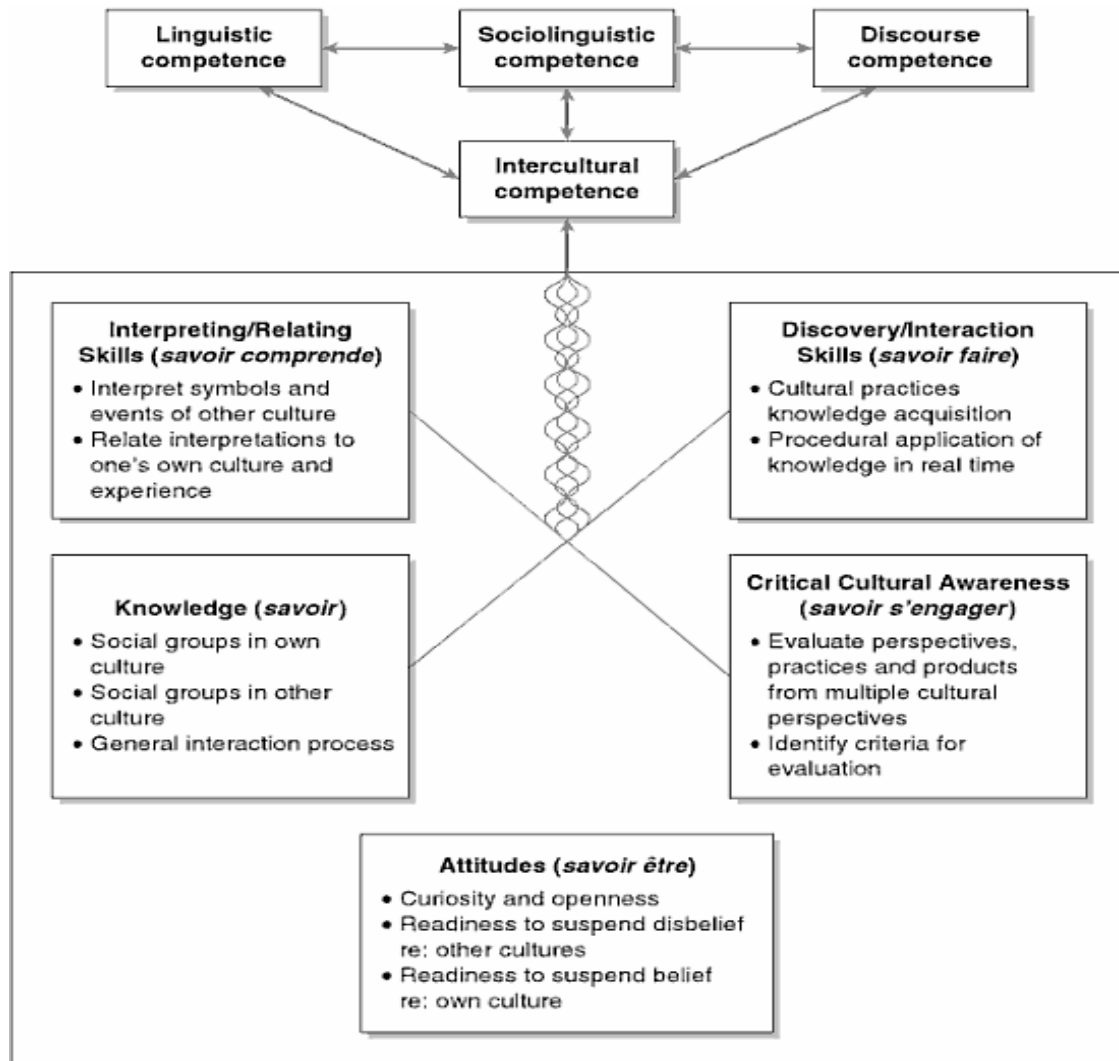 Linguistic
competence
Sociolinguistic
competence
Discourse
competence
Intercultural
competence
Interpreting/Relating
Skills (savoir comprende)
• Interpret symbols and
events of other culture
• Relate interpretations to
one's own culture and
experience
Discovery/Interaction
Skills (savoir faire)
• Cultural practices
knowledge acquisition
• Procedural application of
knowledge in real time
Knowledge (savoir)
• Social groups in own
culture
• Social groups in other
culture
• General interaction process
Critical Cultural Awareness
(savoir s'engager)
• Evaluate perspectives,
practices and products
from multiple cultural
perspectives
• Identify criteria for
evaluation
Attitudes (savoir être)
• Curiosity and openness
• Readiness to suspend disbelief
re: other cultures
• Readiness to suspend belief
re: own culture